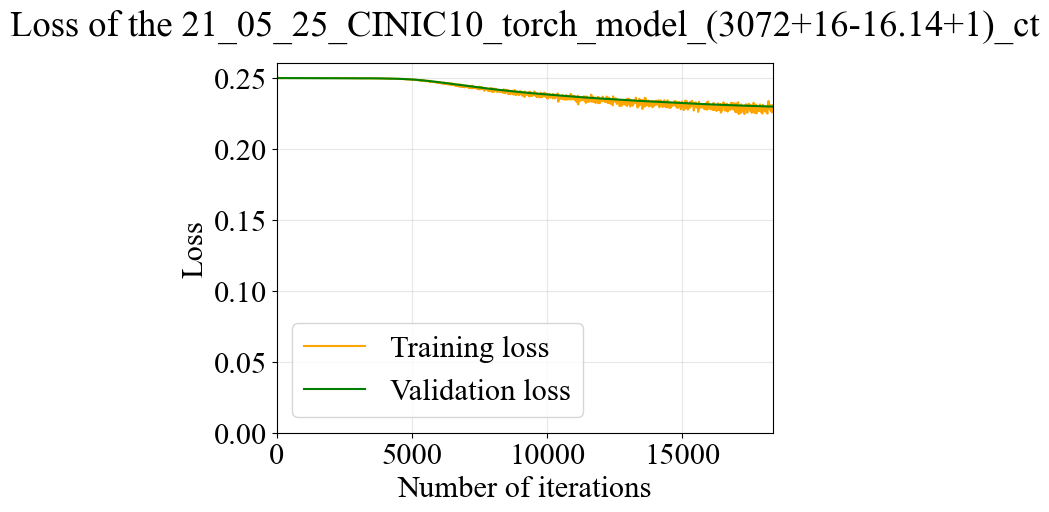 Loss of the 21_05_25_CINIC10_torch_model_(3072+16-16.14+1)_ct
0.25
0.20
0.15
0.10
0.05
0.00
Loss
Training loss
Validation loss
0 5000 10000 15000
Number of iterations